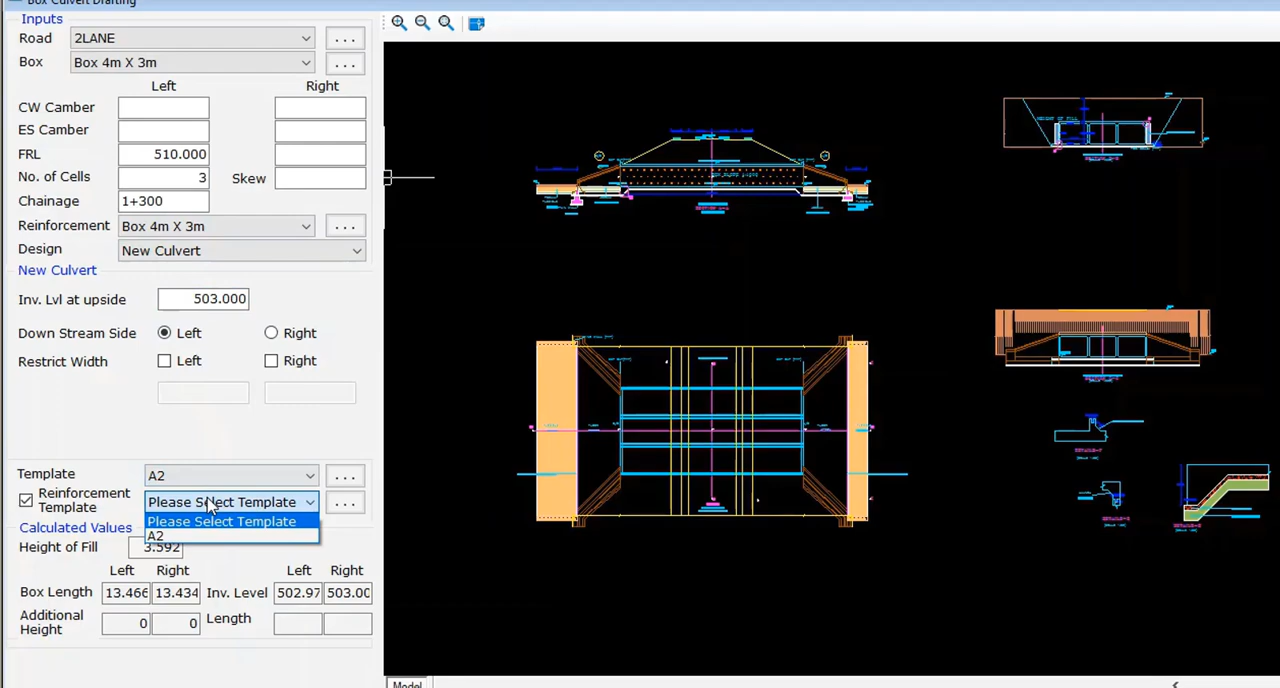 Box Culvert Drafting
Inputs
Road 2LANE ...
Box Box 4m X 3m ...
Left Right
CW Camber
ES Camber
FRL 510.000
No. of Cells 3 Skew
Chainage 1+300
Reinforcement Box 4m X 3m ...
Design New Culvert
New Culvert
Inv. Lvl at upside 503.000
Down Stream Side Left Right
Restrict Width Left Right
Template A2 ...
Reinforcement Template Please Select Template ...
Please Select Template
A2
Calculated Values
Height of Fill 3.592
Left Right Left Right
Box Length 13.466 13.434 Inv. Level 502.97 503.00
Additional Height 0 0 Length
Model
HEIGHT OF FILL